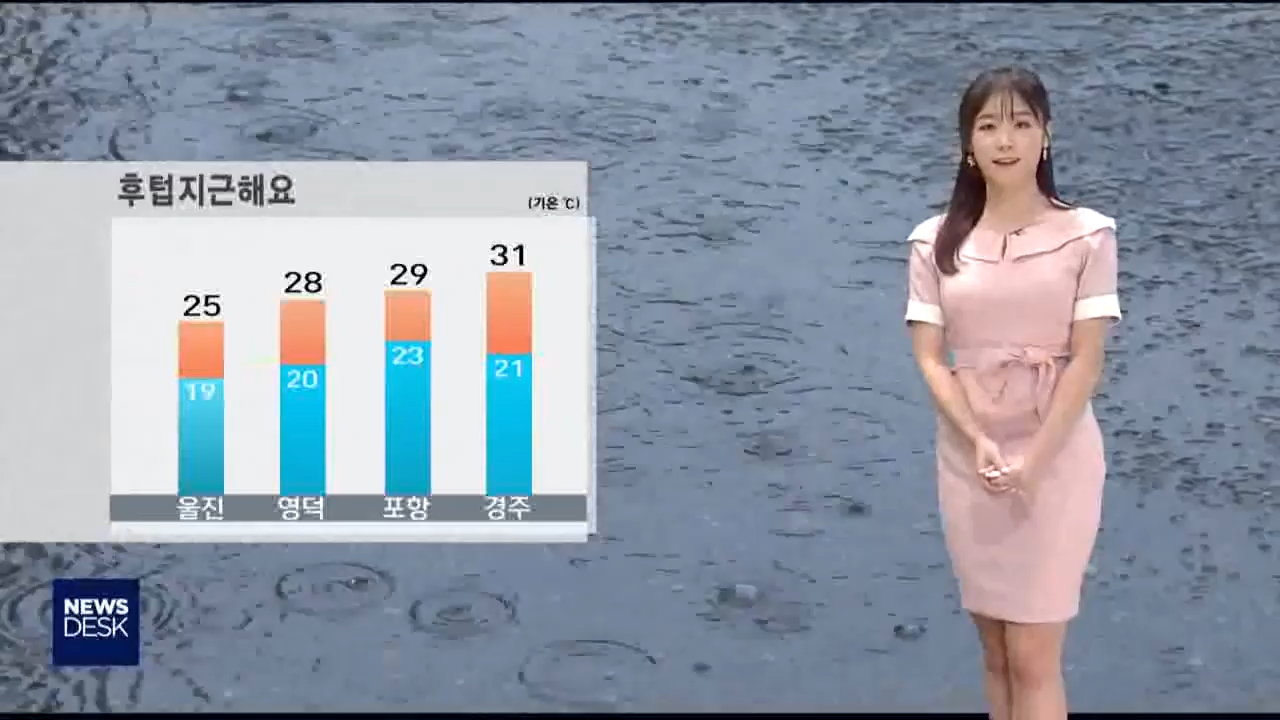 후텁지근해요
(기온 ℃)
25 28 29 31
19 20 23 21
울진 영덕 포항 경주
NEWS
DESK